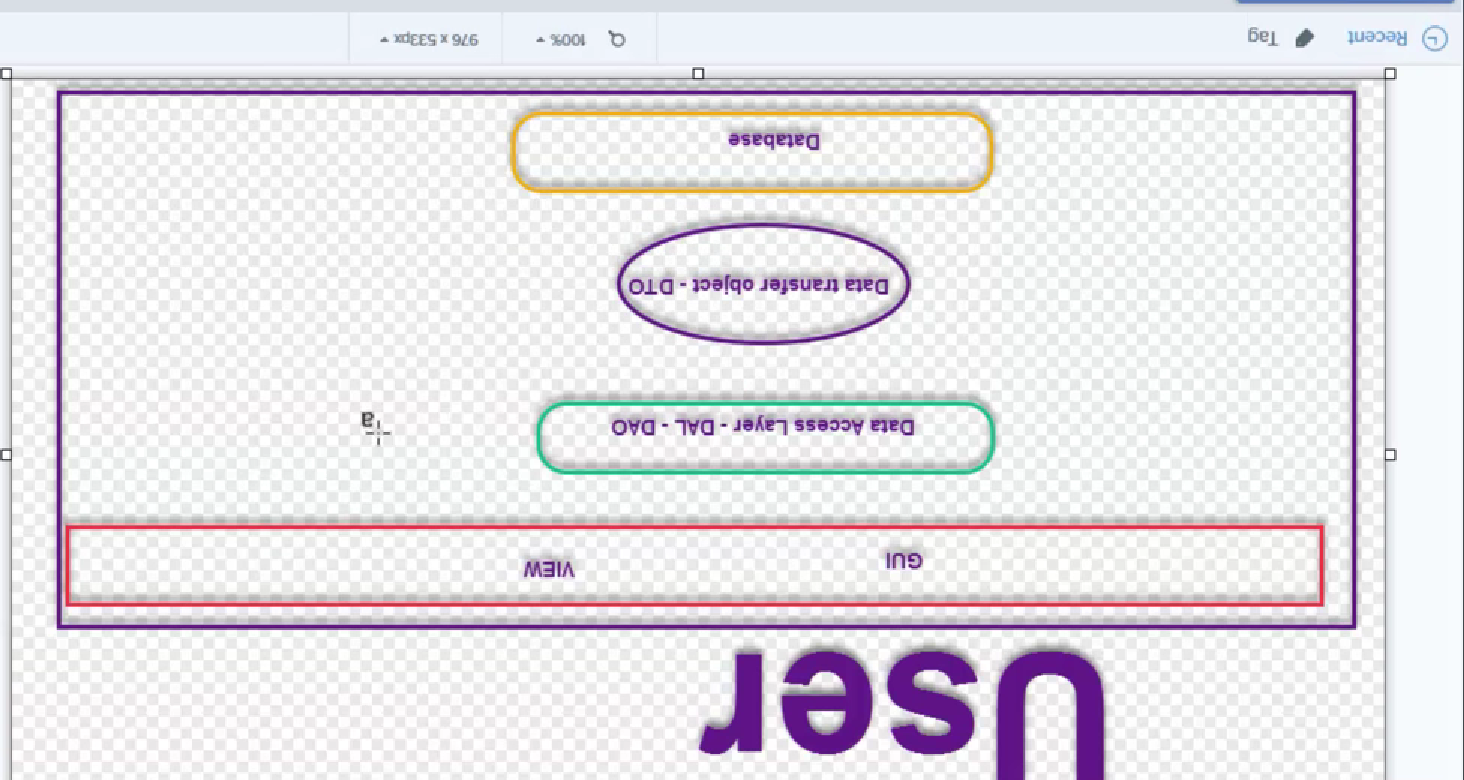 User
GUI
VIEW
Data Access Layer - DAL - DAO
a
Data transfer object - DTO
Database
Recent Tag 100% 976 x 533px